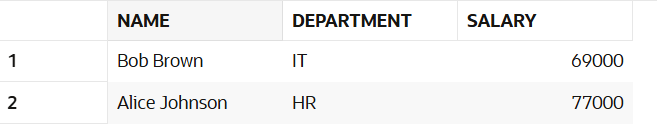 NAME DEPARTMENT SALARY
1 Bob Brown IT 69000
2 Alice Johnson HR 77000